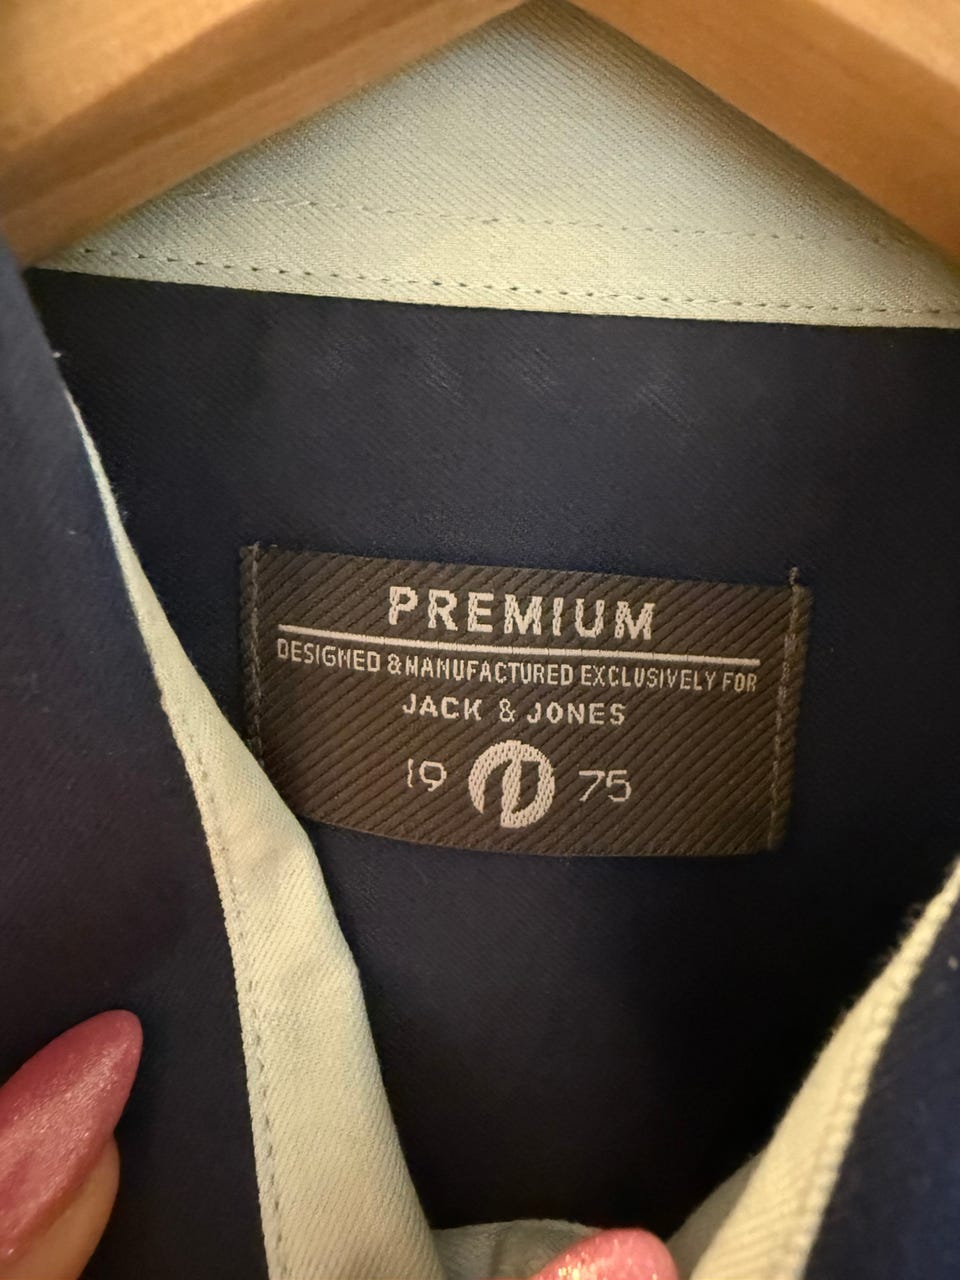 PREMIUM
DESIGNED & MANUFACTURED EXCLUSIVELY FOR
JACK & JONES
19 75